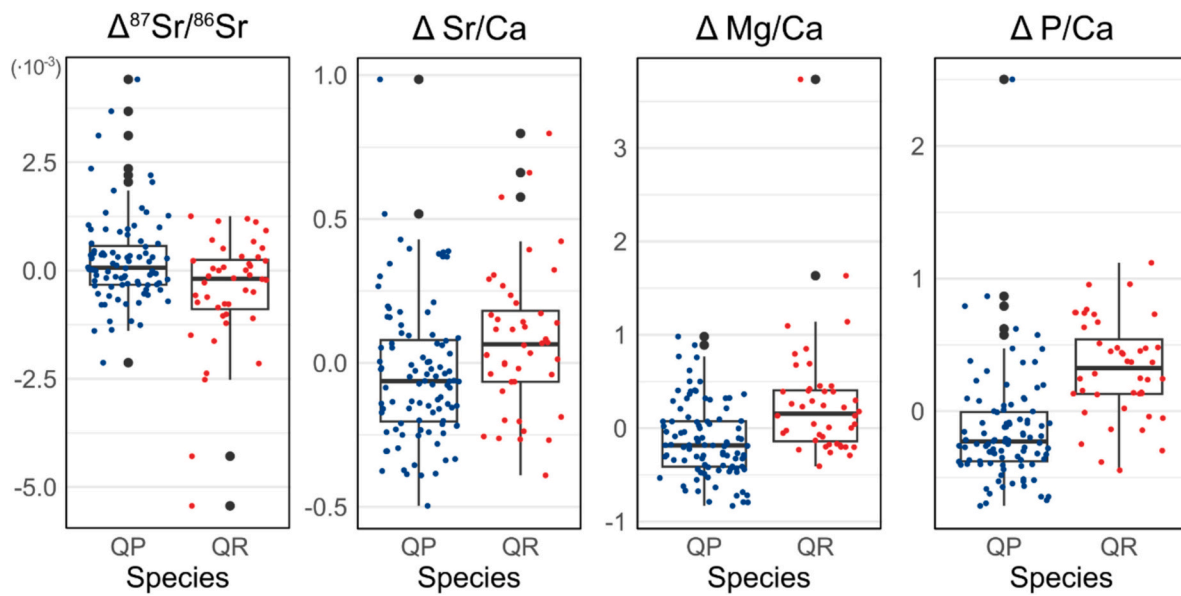 Δ⁸⁷Sr/⁸⁶Sr
(·10⁻³)
2.5
0.0
-2.5
-5.0
QP QR
Species
Δ Sr/Ca
1.0
0.5
0.0
-0.5
QP QR
Species
Δ Mg/Ca
3
2
1
0
-1
QP QR
Species
Δ P/Ca
2
1
0
QP QR
Species